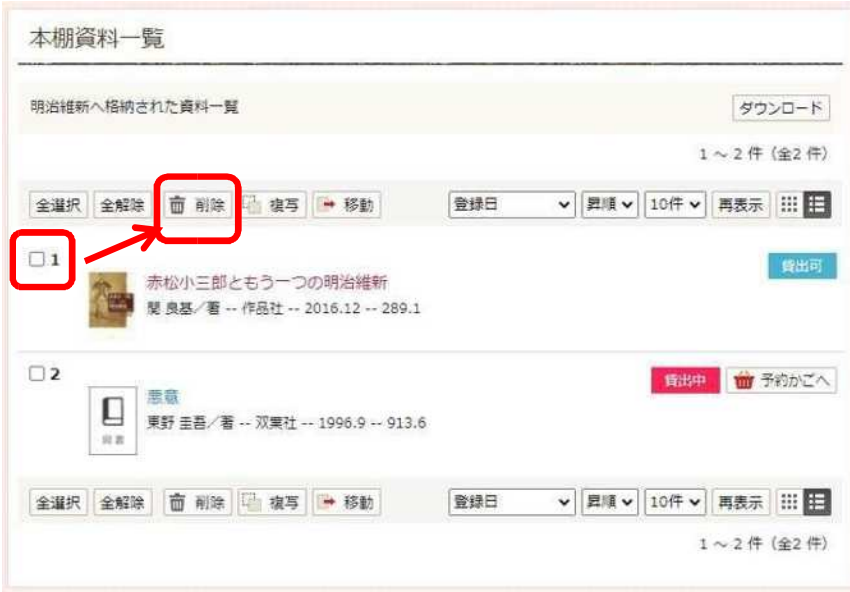 本棚資料一覧
明治維新へ格納された資料一覧 ダウンロード
1 ～ 2 件 (全2 件)
全選択 全解除 削除 複写 移動 登録日 昇順 10件 再表示
1 貸出可
赤松小三郎ともう一つの明治維新
関 良基／著 -- 作品社 -- 2016.12 -- 289.1
2 貸出中 予約かごへ
悪意
図書
東野 圭吾／著 -- 双葉社 -- 1996.9 -- 913.6
全選択 全解除 削除 複写 移動 登録日 昇順 10件 再表示
1 ～ 2 件 (全2 件)